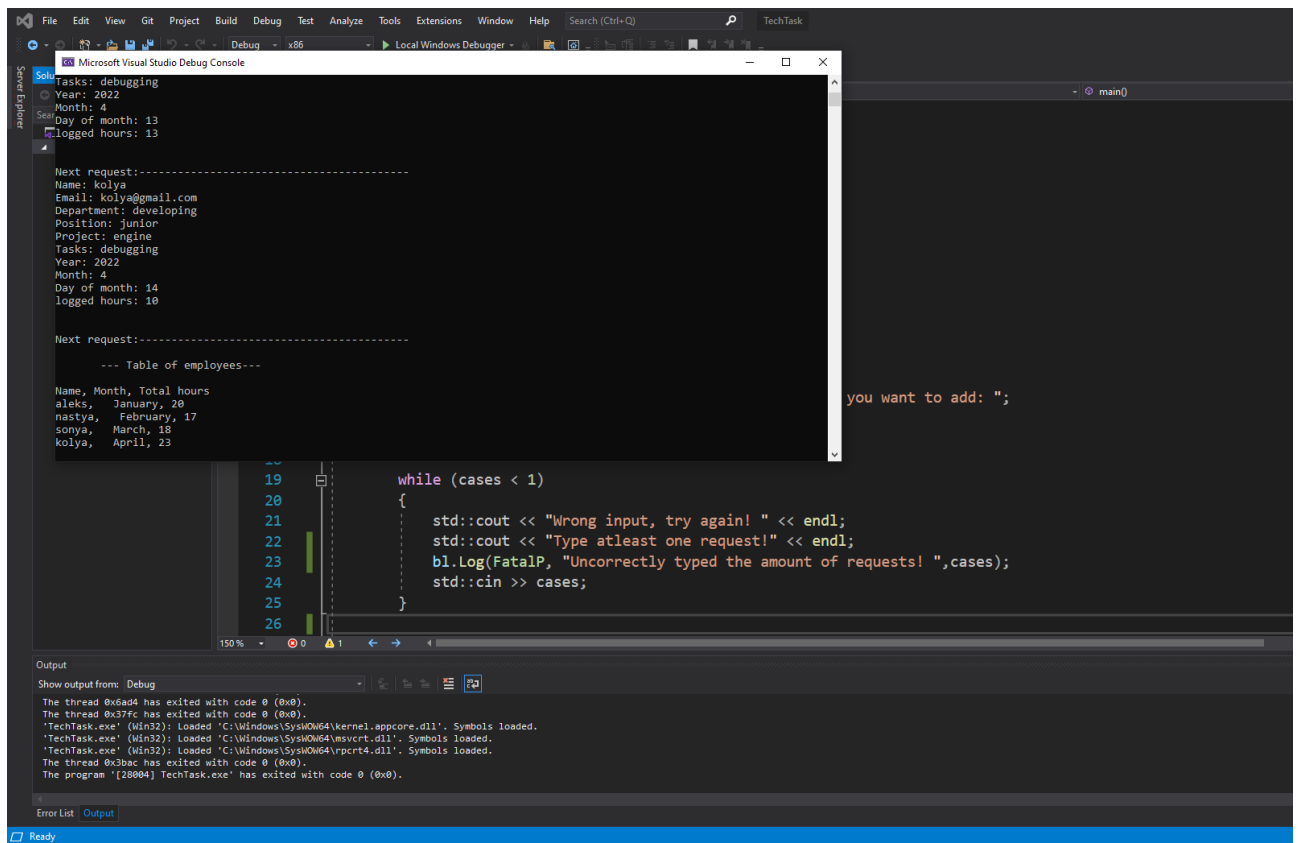 File Edit View Git Project Build Debug Test Analyze Tools Extensions Window Help Search (Ctrl+Q) TechTask
Debug x86 Local Windows Debugger
Microsoft Visual Studio Debug Console
Server Explorer
Solu
Sear
main()
Tasks: debugging
Year: 2022
Month: 4
Day of month: 13
logged hours: 13
Next request:------------------------------------------
Name: kolya
Email: kolya@gmail.com
Department: developing
Position: junior
Project: engine
Tasks: debugging
Year: 2022
Month: 4
Day of month: 14
logged hours: 10
Next request:------------------------------------------
--- Table of employees---
Name, Month, Total hours
aleks, January, 20
nastya, February, 17
sonya, March, 18
kolya, April, 23
you want to add: ";
19 while (cases < 1)
20 {
21 std::cout << "Wrong input, try again! " << endl;
22 std::cout << "Type atleast one request!" << endl;
23 bl.Log(FatalP, "Uncorrectly typed the amount of requests! ",cases);
24 std::cin >> cases;
25 }
26
150 % 0 1
Output
Show output from: Debug
The thread 0x6ad4 has exited with code 0 (0x0).
The thread 0x37fc has exited with code 0 (0x0).
'TechTask.exe' (Win32): Loaded 'C:\Windows\SysWOW64\kernel.appcore.dll'. Symbols loaded.
'TechTask.exe' (Win32): Loaded 'C:\Windows\SysWOW64\msvcrt.dll'. Symbols loaded.
'TechTask.exe' (Win32): Loaded 'C:\Windows\SysWOW64\rpcrt4.dll'. Symbols loaded.
The thread 0x3bac has exited with code 0 (0x0).
The program '[28004] TechTask.exe' has exited with code 0 (0x0).
Error List Output
Ready